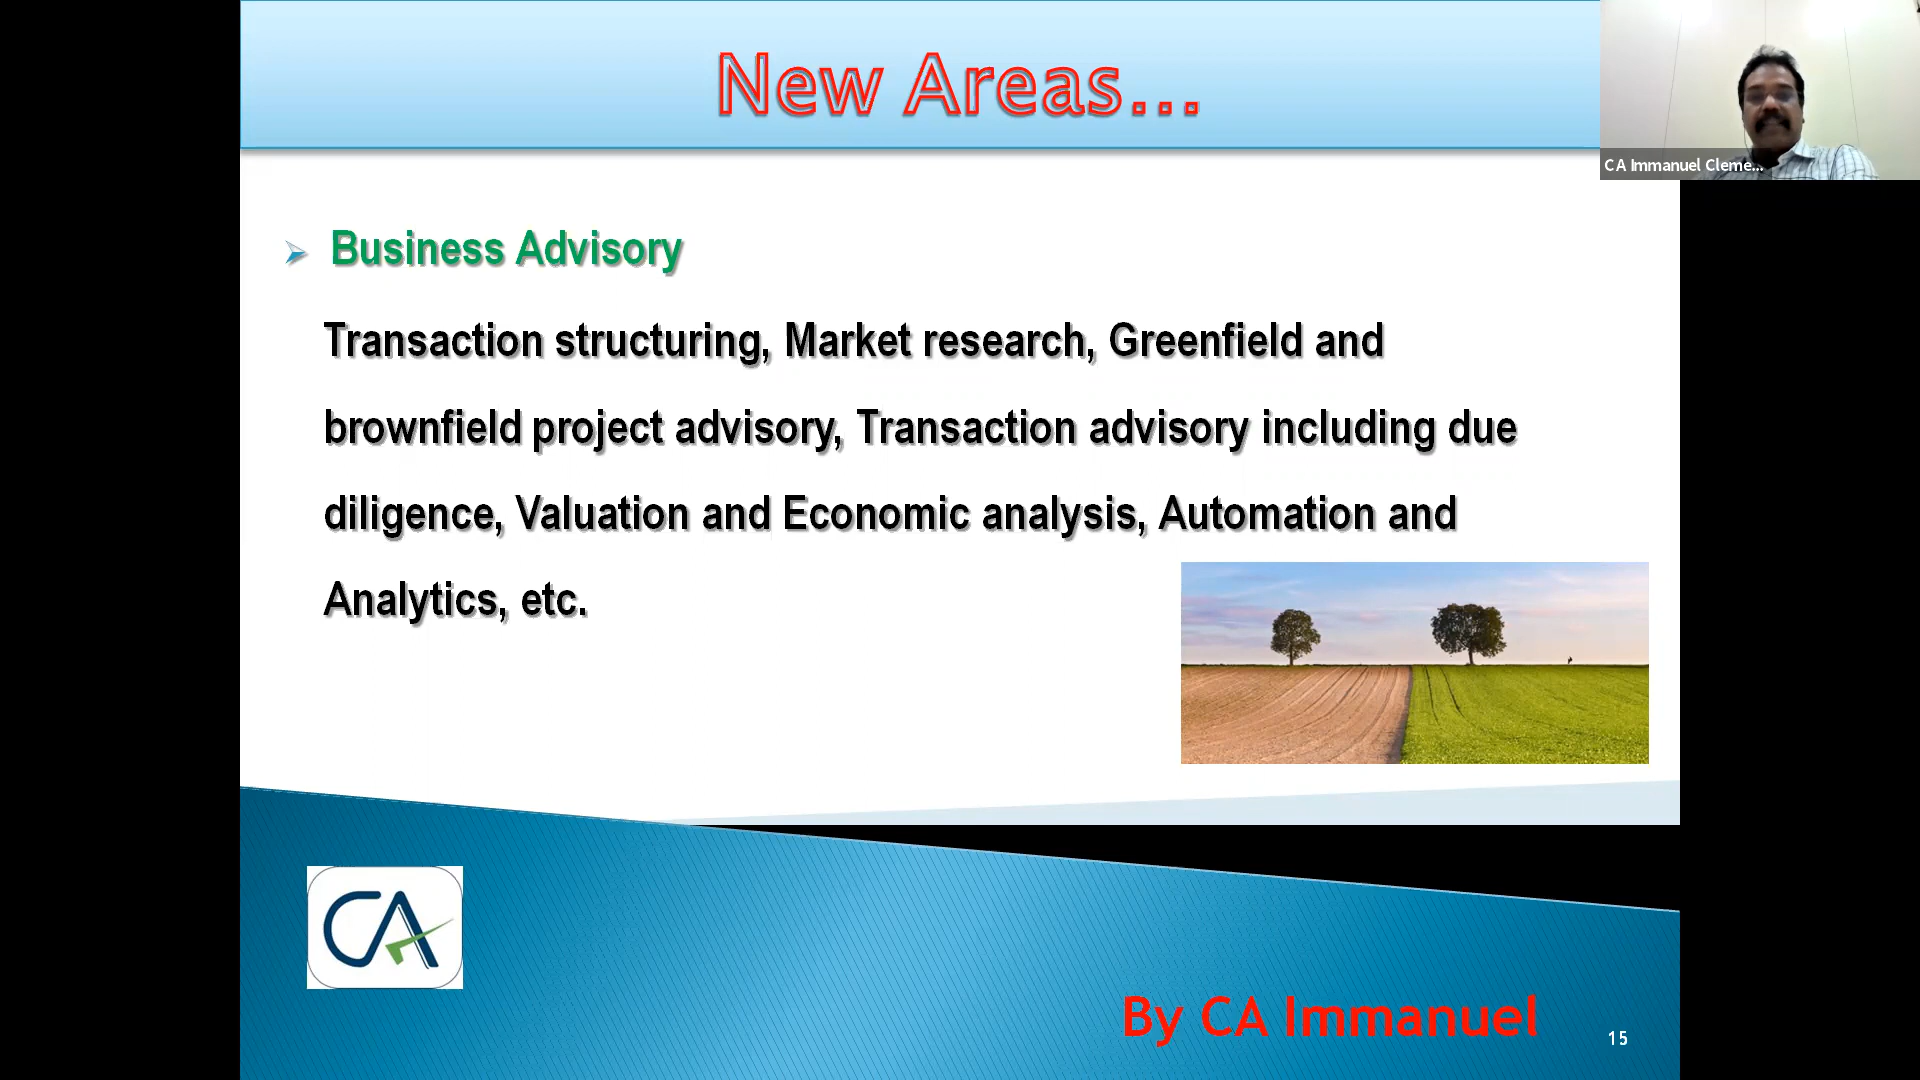 New Areas...
CA Immanuel Cleme...
Business Advisory
Transaction structuring, Market research, Greenfield and
brownfield project advisory, Transaction advisory including due
diligence, Valuation and Economic analysis, Automation and
Analytics, etc.
CA
By CA Immanuel
15